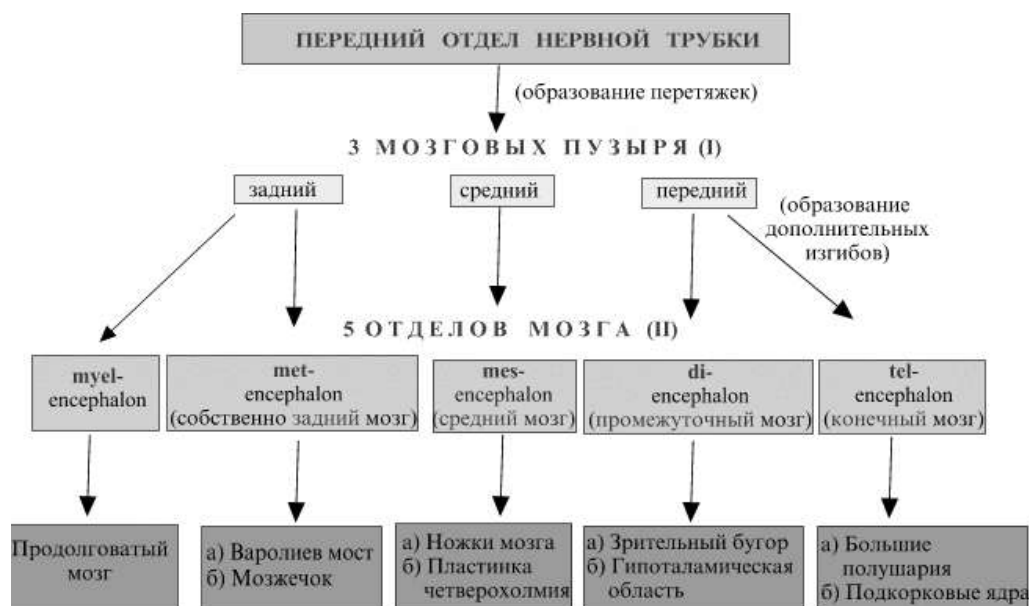 ПЕРЕДНИЙ ОТДЕЛ НЕРВНОЙ ТРУБКИ
(образование перетяжек)
3 МОЗГОВЫХ ПУЗЫРЯ (I)
задний
средний
передний
(образование
дополнительных
изгибов)
5 ОТДЕЛОВ МОЗГА (II)
myel-
encephalon
met-
encephalon
(собственно задний мозг)
mes-
encephalon
(средний мозг)
di-
encephalon
(промежуточный мозг)
tel-
encephalon
(конечный мозг)
Продолговатый
мозг
а) Варолиев мост
б) Мозжечок
а) Ножки мозга
б) Пластинка
четверохолмия
а) Зрительный бугор
б) Гипоталамическая
область
а) Большие
полушария
б) Подкорковые ядра